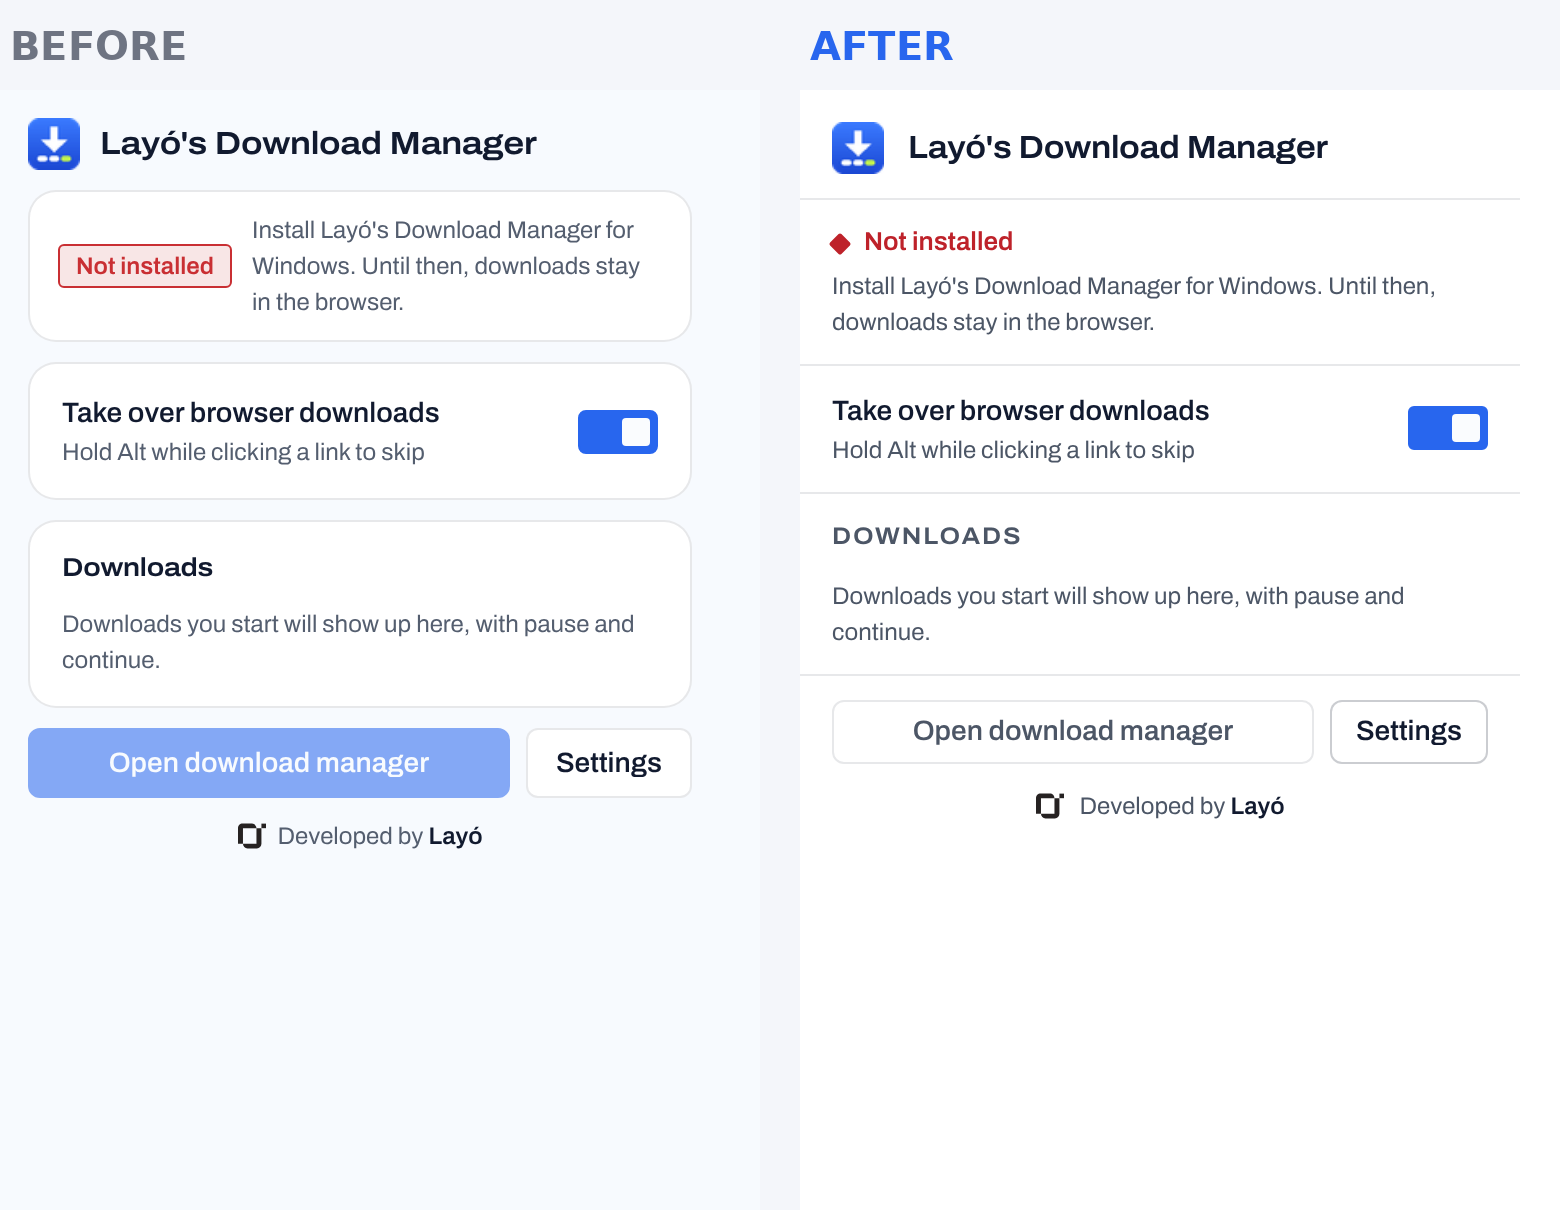 BEFORE
Layó's Download Manager
Not installed
Install Layó's Download Manager for
Windows. Until then, downloads stay
in the browser.
Take over browser downloads
Hold Alt while clicking a link to skip
Downloads
Downloads you start will show up here, with pause and
continue.
Open download manager
Settings
Developed by Layó
AFTER
Layó's Download Manager
Not installed
Install Layó's Download Manager for Windows. Until then,
downloads stay in the browser.
Take over browser downloads
Hold Alt while clicking a link to skip
DOWNLOADS
Downloads you start will show up here, with pause and
continue.
Open download manager
Settings
Developed by Layó